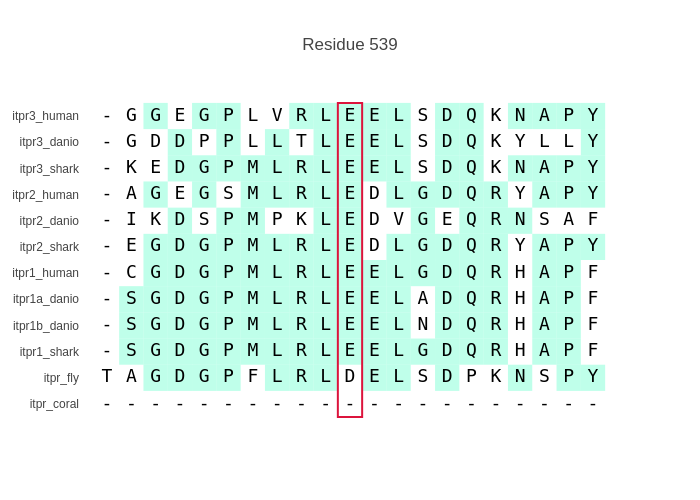 Residue 539
itpr3_human - G G E G P L V R L E E L S D Q K N A P Y
itpr3_danio - G D D P P L L T L E E L S D Q K Y L L Y
itpr3_shark - K E D G P M L R L E E L S D Q K N A P Y
itpr2_human - A G E G S M L R L E D L G D Q R Y A P Y
itpr2_danio - I K D S P M P K L E D V G E Q R N S A F
itpr2_shark - E G D G P M L R L E D L G D Q R Y A P Y
itpr1_human - C G D G P M L R L E E L G D Q R H A P F
itpr1a_danio - S G D G P M L R L E E L A D Q R H A P F
itpr1b_danio - S G D G P M L R L E E L N D Q R H A P F
itpr1_shark - S G D G P M L R L E E L G D Q R H A P F
itpr_fly T A G D G P F L R L D E L S D P K N S P Y
itpr_coral - - - - - - - - - - - - - - - - - - - - -